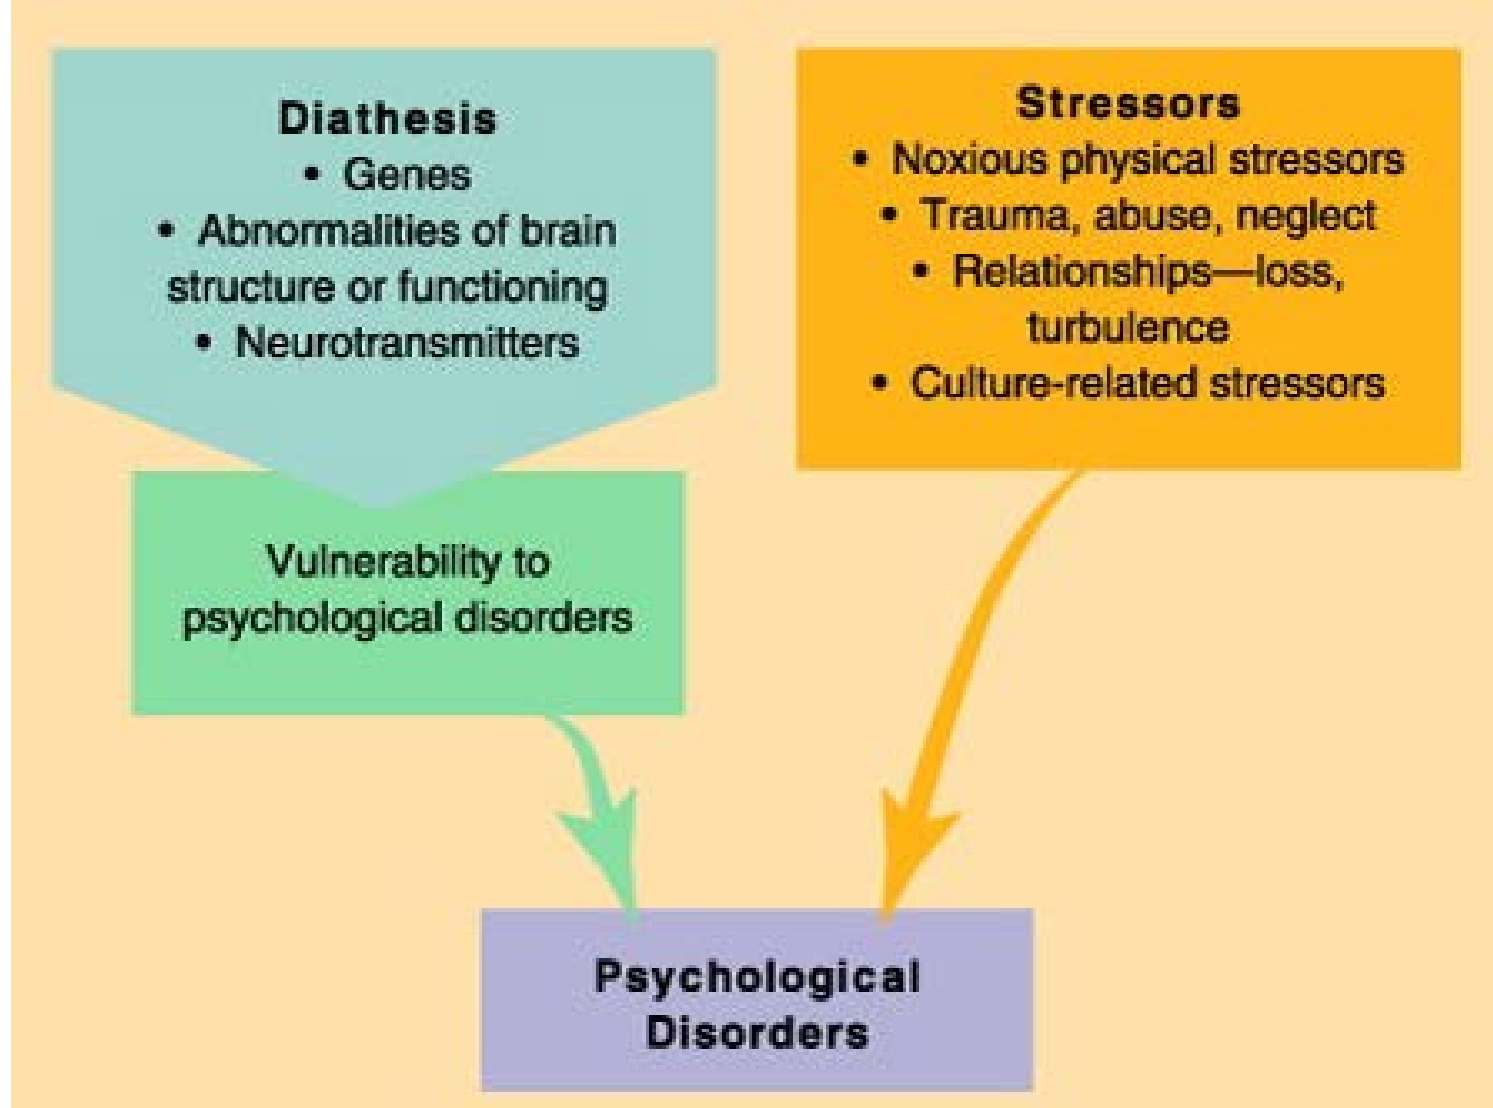 Diathesis
• Genes
• Abnormalities of brain
structure or functioning
• Neurotransmitters
Vulnerability to
psychological disorders
Stressors
• Noxious physical stressors
• Trauma, abuse, neglect
• Relationships—loss,
turbulence
• Culture-related stressors
Psychological
Disorders